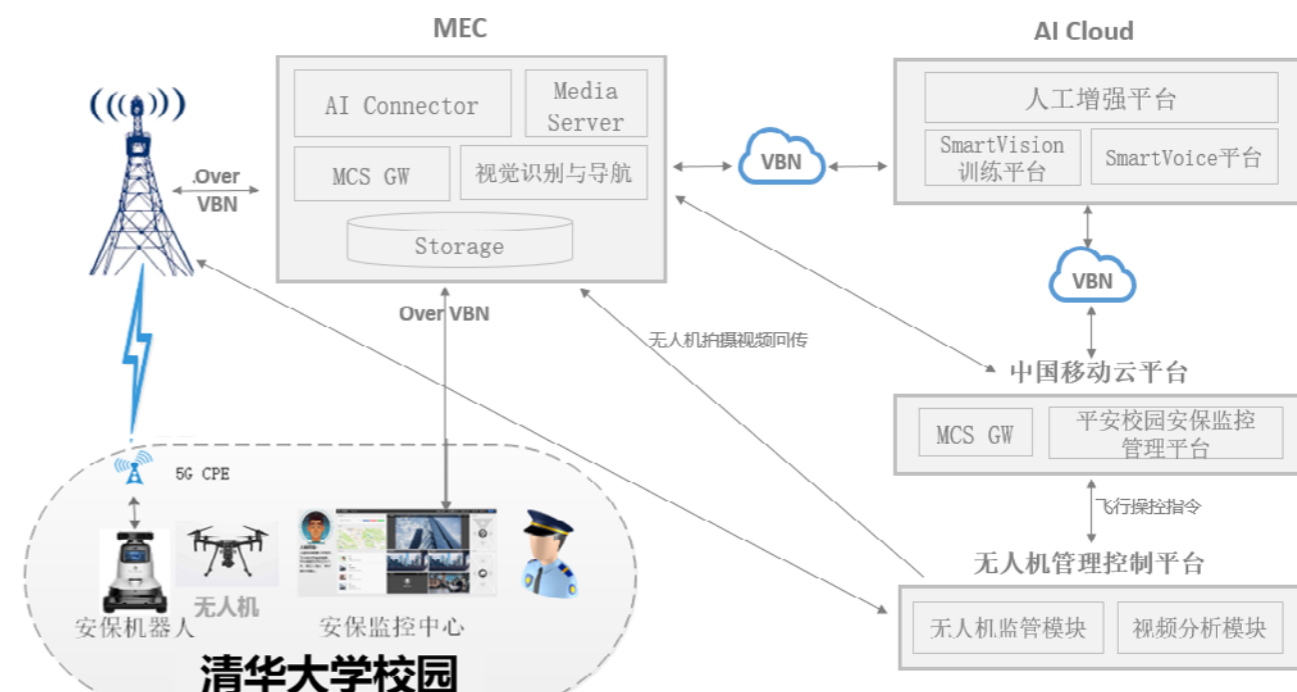 MEC
AI Connector
Media
Server
MCS GW
视觉识别与导航
Storage
.Over
VBN
VBN
AI Cloud
人工增强平台
SmartVision
训练平台
SmartVoice平台
VBN
Over VBN
无人机拍摄视频回传
中国移动云平台
MCS GW
平安校园安保监控
管理平台
飞行操控指令
无人机管理控制平台
无人机监管模块
视频分析模块
5G CPE
无人机
安保机器人
安保监控中心
清华大学校园